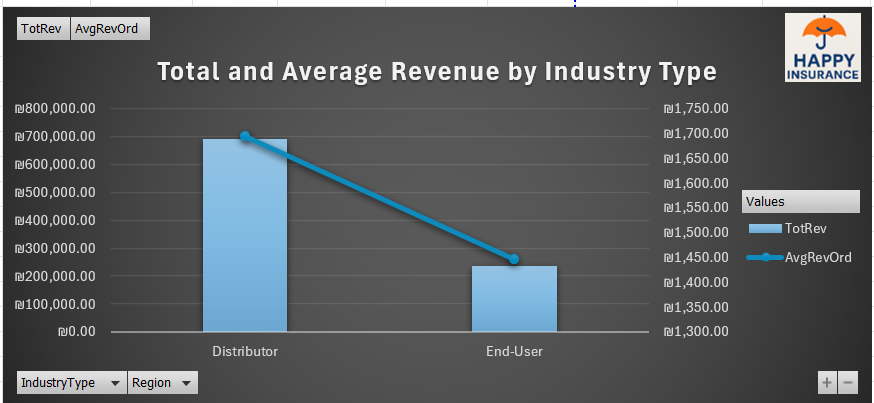 TotRev AvgRevOrd
HAPPY
INSURANCE
Total and Average Revenue by Industry Type
₪800,000.00
₪700,000.00
₪600,000.00
₪500,000.00
₪400,000.00
₪300,000.00
₪200,000.00
₪100,000.00
₪0.00
₪1,750.00
₪1,700.00
₪1,650.00
₪1,600.00
₪1,550.00
₪1,500.00
₪1,450.00
₪1,400.00
₪1,350.00
₪1,300.00
Values
TotRev
AvgRevOrd
Distributor End-User
IndustryType Region
+ −